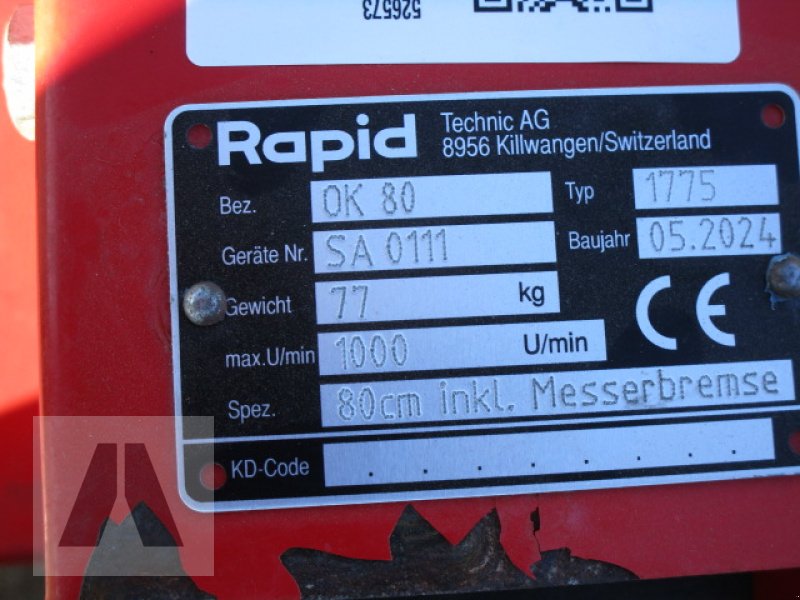 526573
Rapid
Technic AG
8956 Killwangen/Switzerland
Bez. OK 80 Typ 1775
Geräte Nr. SA 0111 Baujahr 05.2024
Gewicht 77 kg CE
max.U/min 1000 U/min
Spez. 80cm inkl. Messerbremse
KD-Code . . . . . . . .